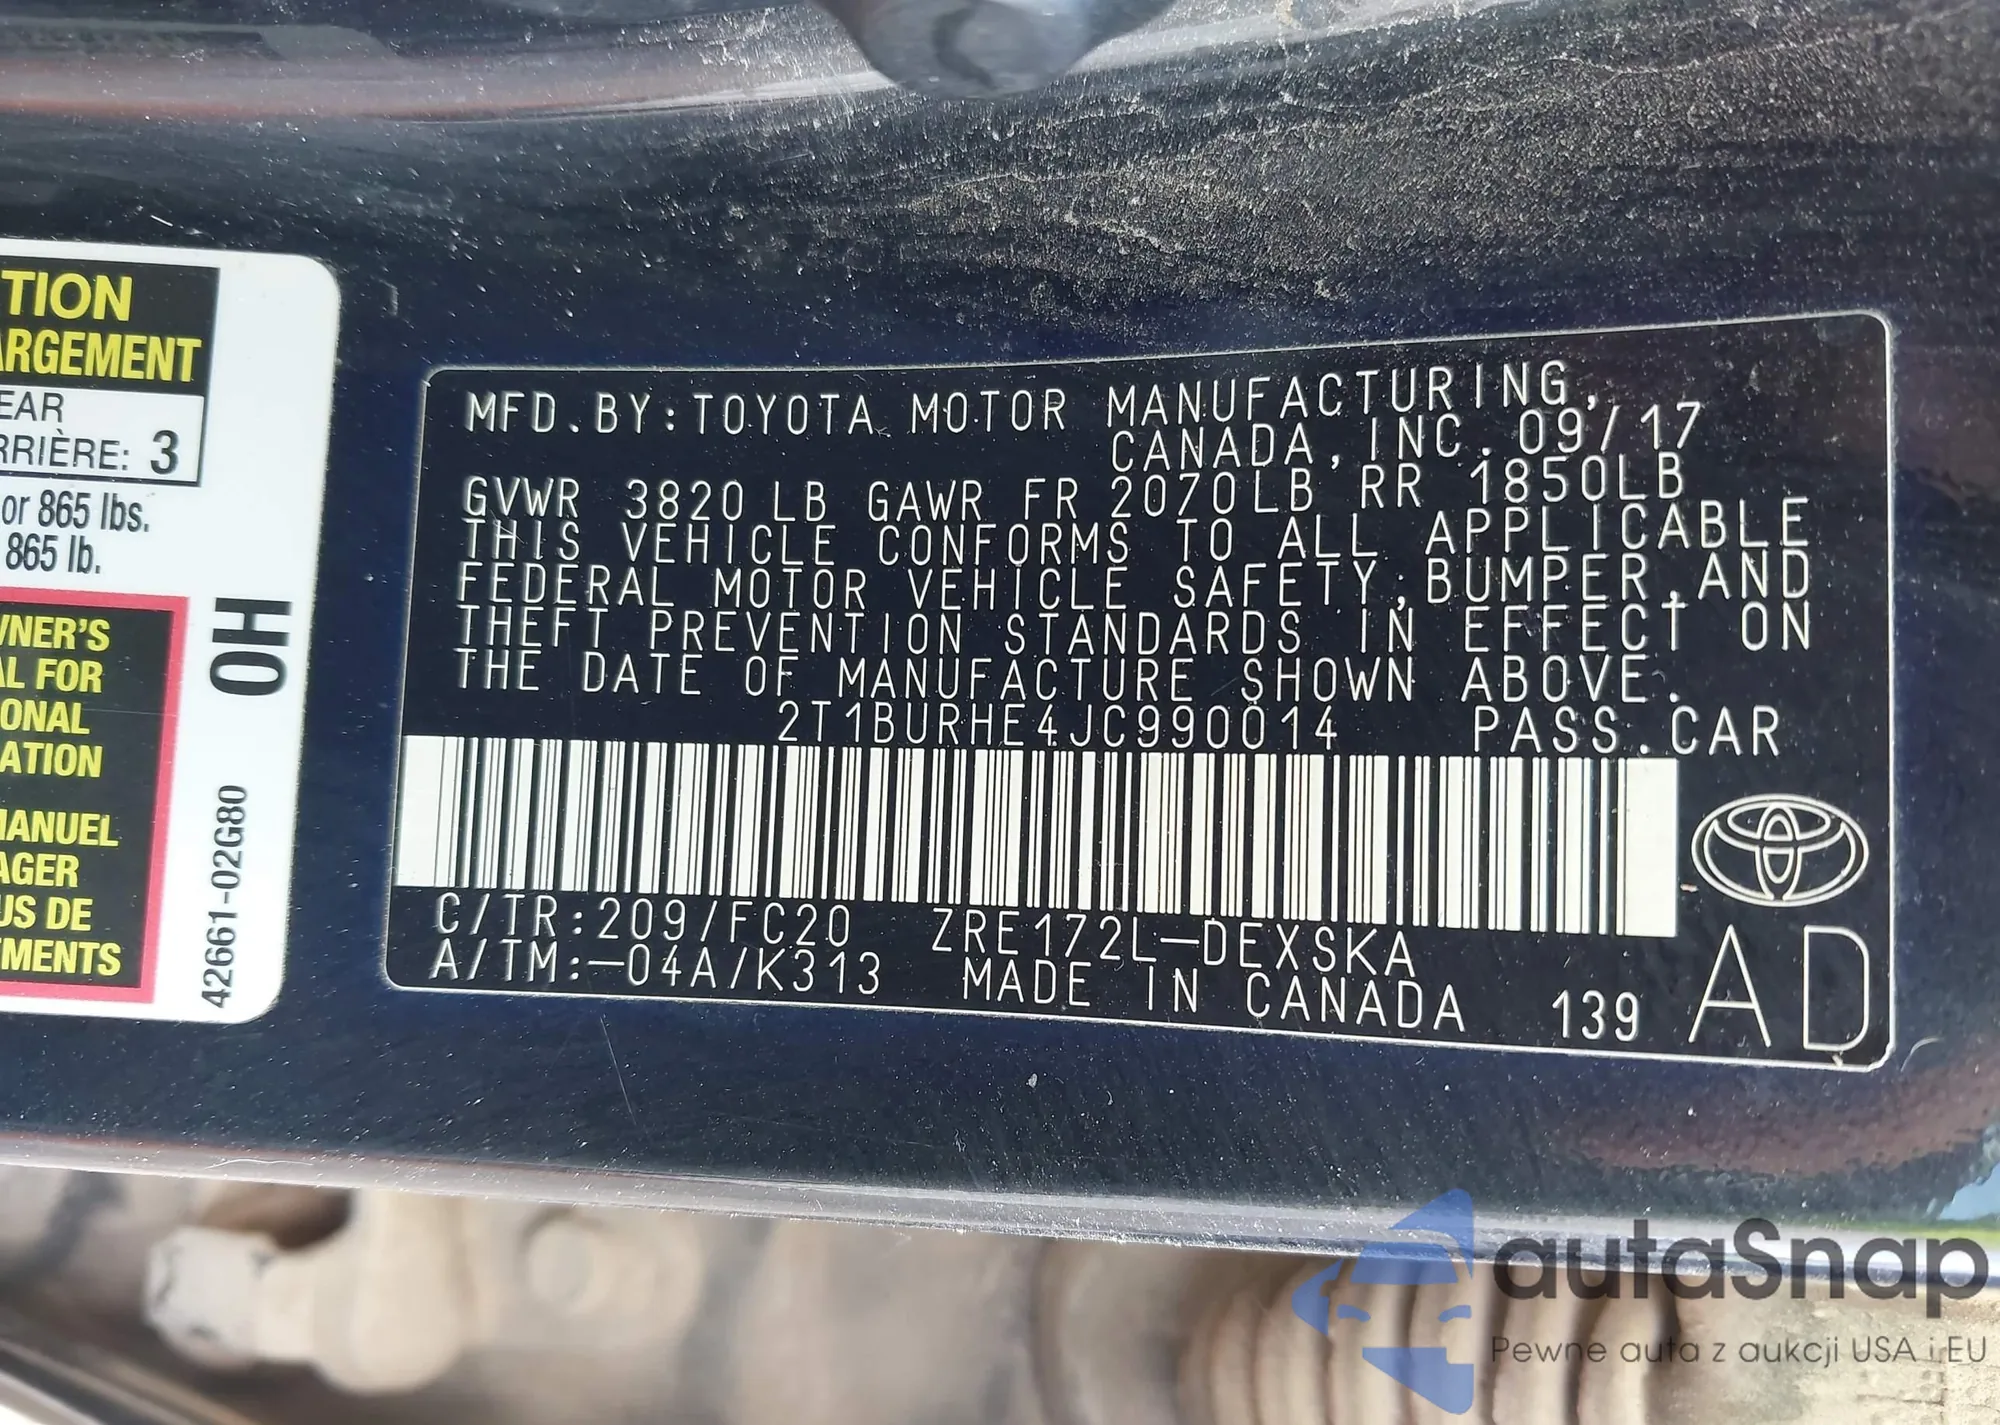 TION
ARGEMENT
EAR
RRIÈRE: 3
or 865 lbs.
865 lb.
WNER'S
AL FOR
ONAL
ATION
MANUEL
AGER
US DE
EMENTS
OH
42661-02G80
MFD.BY:TOYOTA MOTOR MANUFACTURING,
CANADA, INC. 09/17
GVWR 3820 LB GAWR FR 2070LB RR 1850LB
THIS VEHICLE CONFORMS TO ALL APPLICABLE
FEDERAL MOTOR VEHICLE SAFETY, BUMPER, AND
THEFT PREVENTION STANDARDS IN EFFECT ON
THE DATE OF MANUFACTURE SHOWN ABOVE.
2T1BURHE4JC990014 PASS.CAR
C/TR:209/FC20 ZRE172L-DEXSKA
A/TM:-04A/K313 MADE IN CANADA 139 AD
autaSnap
Pewne auta z aukcji USA i EU